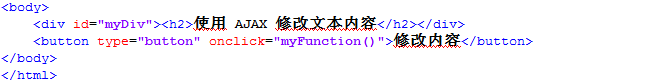 <body>
<div id="myDiv"><h2>使用 AJAX 修改文本内容</h2></div>
<button type="button" onclick="myFunction()">修改内容</button>
</body>
</html>